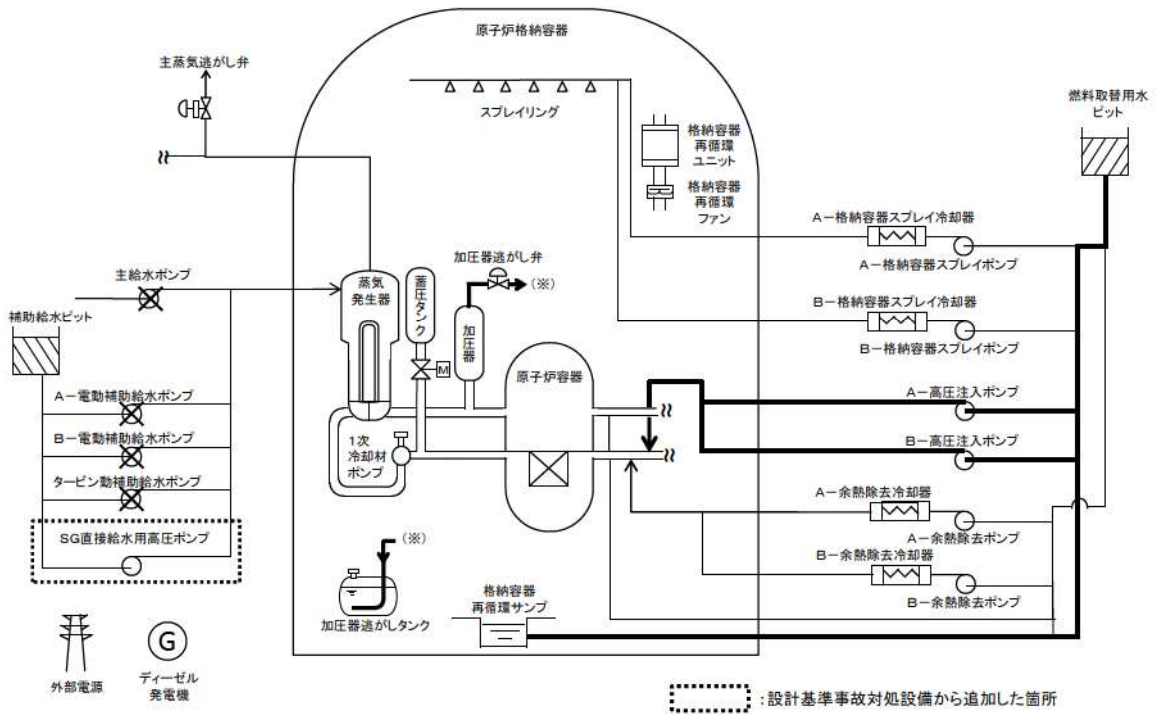 原子炉格納容器
主蒸気逃がし弁
スプレイリング
格納容器
再循環
ユニット
格納容器
再循環
ファン
燃料取替用水
ピット
A-格納容器スプレイ冷却器
A-格納容器スプレイポンプ
B-格納容器スプレイ冷却器
B-格納容器スプレイポンプ
主給水ポンプ
補助給水ピット
蒸気
発生器
蓄圧タンク
加圧器逃がし弁
(※)
加圧器
M
原子炉容器
A-高圧注入ポンプ
B-高圧注入ポンプ
A-電動補助給水ポンプ
B-電動補助給水ポンプ
タービン動補助給水ポンプ
SG直接給水用高圧ポンプ
1次
冷却材
ポンプ
A-余熱除去冷却器
A-余熱除去ポンプ
B-余熱除去冷却器
B-余熱除去ポンプ
(※)
加圧器逃がしタンク
格納容器
再循環サンプ
外部電源
G
ディーゼル
発電機
:設計基準事故対処設備から追加した箇所